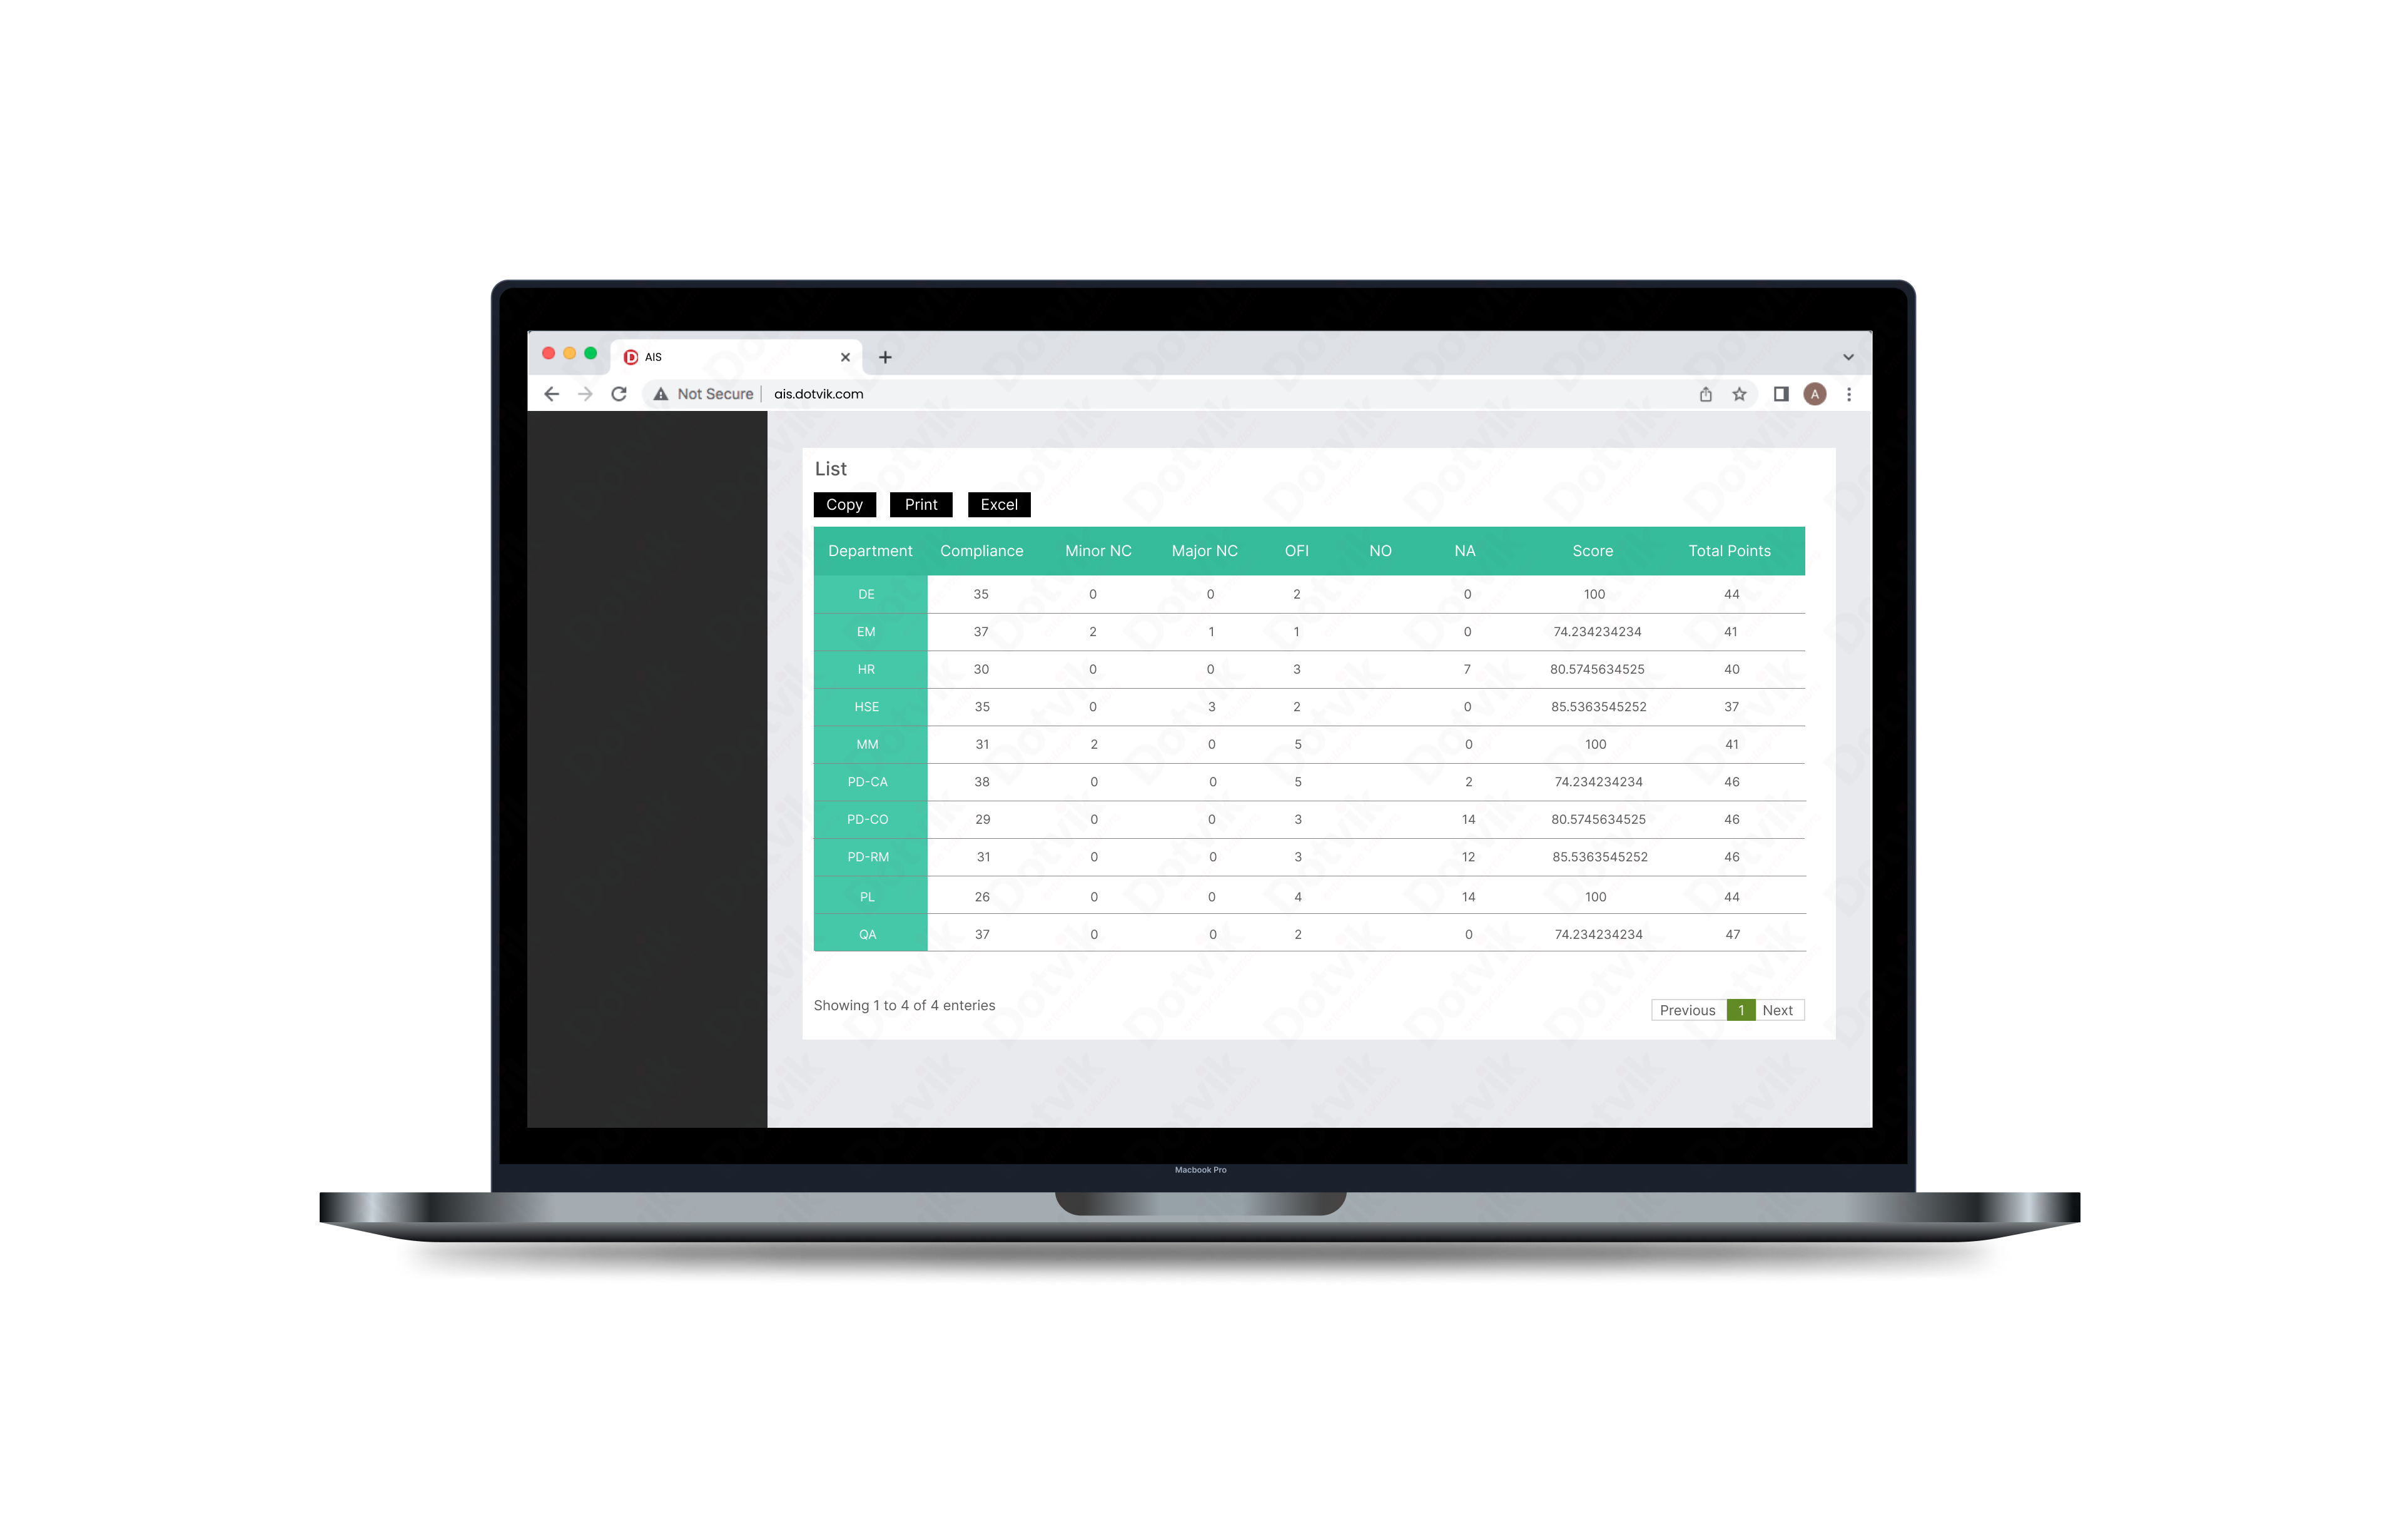 AIS
Not Secure ais.dotvik.com
A
List
Copy Print Excel
Department Compliance Minor NC Major NC OFI NO NA Score Total Points
DE 35 0 0 2 0 100 44
EM 37 2 1 1 0 74.234234234 41
HR 30 0 0 3 7 80.5745634525 40
HSE 35 0 3 2 0 85.5363545252 37
MM 31 2 0 5 0 100 41
PD-CA 38 0 0 5 2 74.234234234 46
PD-CO 29 0 0 3 14 80.5745634525 46
PD-RM 31 0 0 3 12 85.5363545252 46
PL 26 0 0 4 14 100 44
QA 37 0 0 2 0 74.234234234 47
Showing 1 to 4 of 4 enteries
Previous 1 Next
Macbook Pro
Dotvik